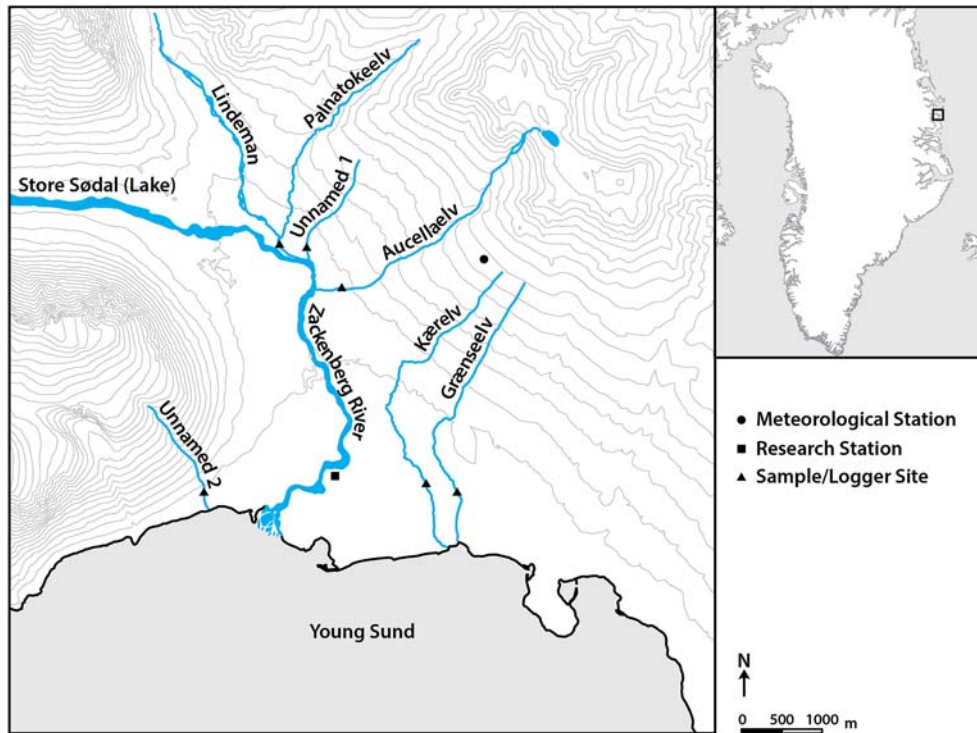 Lindeman
Palnatokeelv
Store Sødal (Lake)
Unnamed 1
Aucellaelv
Zackenberg River
Kærelv
Grænseelv
Unnamed 2
Young Sund
Meteorological Station
Research Station
Sample/Logger Site
N
0 500 1000 m